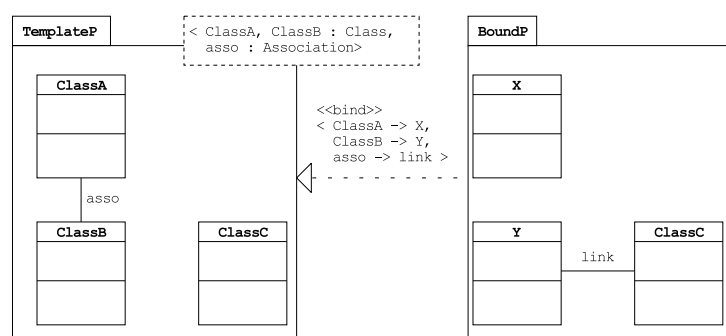 TemplateP
< ClassA, ClassB : Class,
asso : Association>
BoundP
ClassA
X
<<bind>>
< ClassA -> X,
ClassB -> Y,
asso -> link >
asso
ClassB
ClassC
Y
ClassC
link